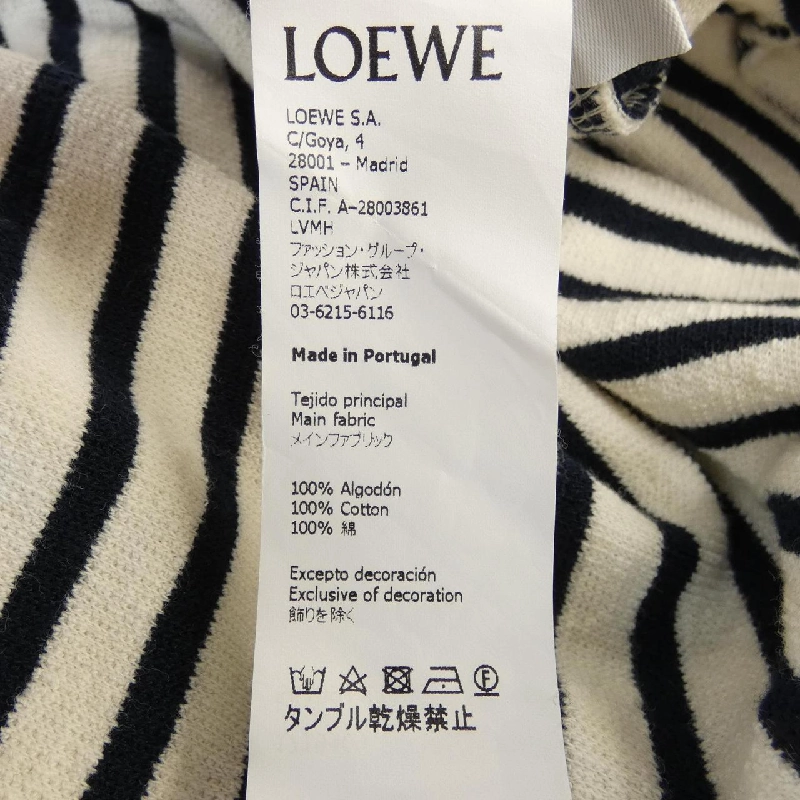 LOEWE
LOEWE S.A.
C/Goya, 4
28001 – Madrid
SPAIN
C.I.F. A-28003861
LVMH
ファッション・グループ・
ジャパン株式会社
ロエベジャパン
03-6215-6116
Made in Portugal
Tejido principal
Main fabric
メインファブリック
100% Algodón
100% Cotton
100% 綿
Excepto decoración
Exclusive of decoration
飾りを除く
タンブル乾燥禁止